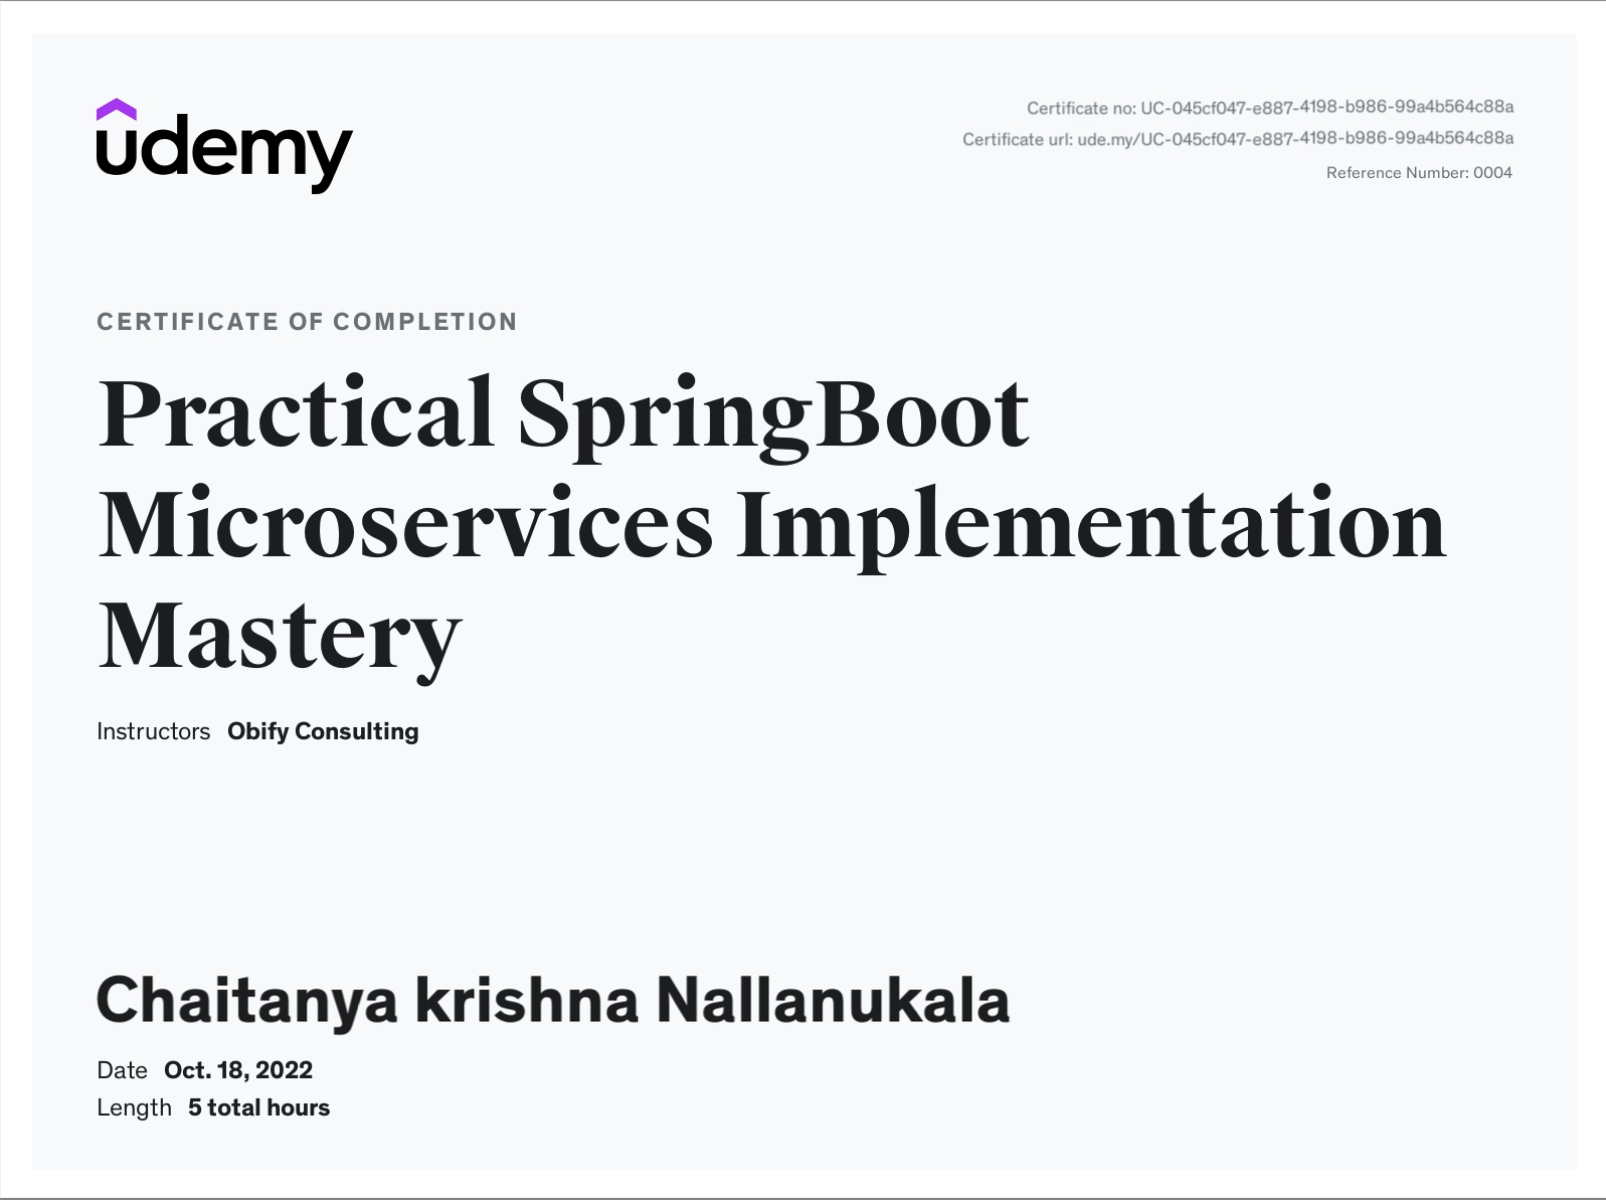 udemy
Certificate no: UC-045cf047-e887-4198-b986-99a4b564c88a
Certificate url: ude.my/UC-045cf047-e887-4198-b986-99a4b564c88a
Reference Number: 0004
CERTIFICATE OF COMPLETION
Practical SpringBoot
Microservices Implementation
Mastery
Instructors Obify Consulting
Chaitanya krishna Nallanukala
Date Oct. 18, 2022
Length 5 total hours